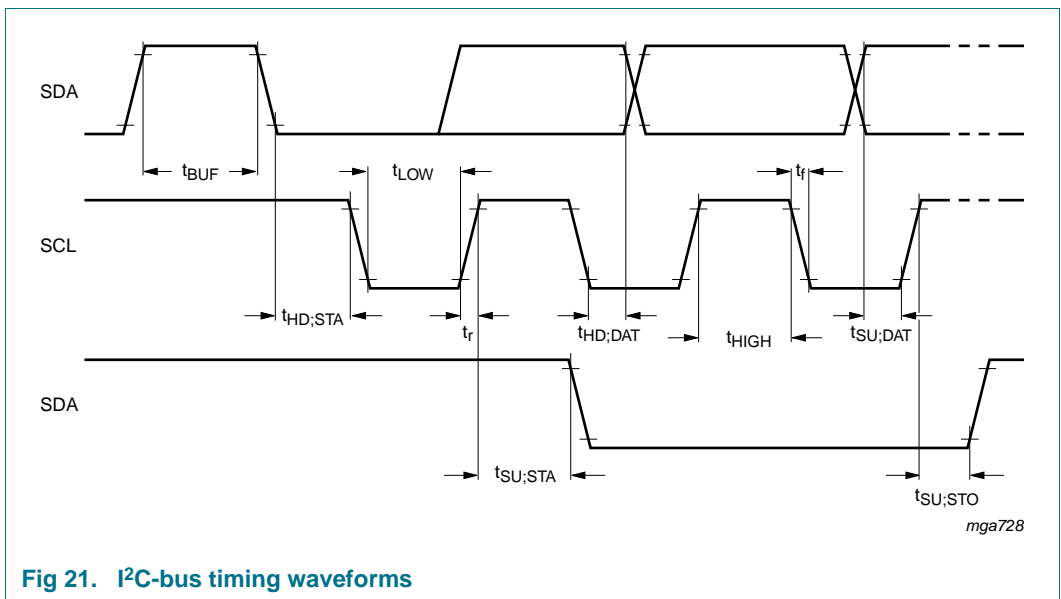 SDA
tBUF
tLOW
tf
SCL
tHD;STA
tr
tHD;DAT
tHIGH
tSU;DAT
SDA
tSU;STA
tSU;STO
mga728
Fig 21. I2C-bus timing waveforms